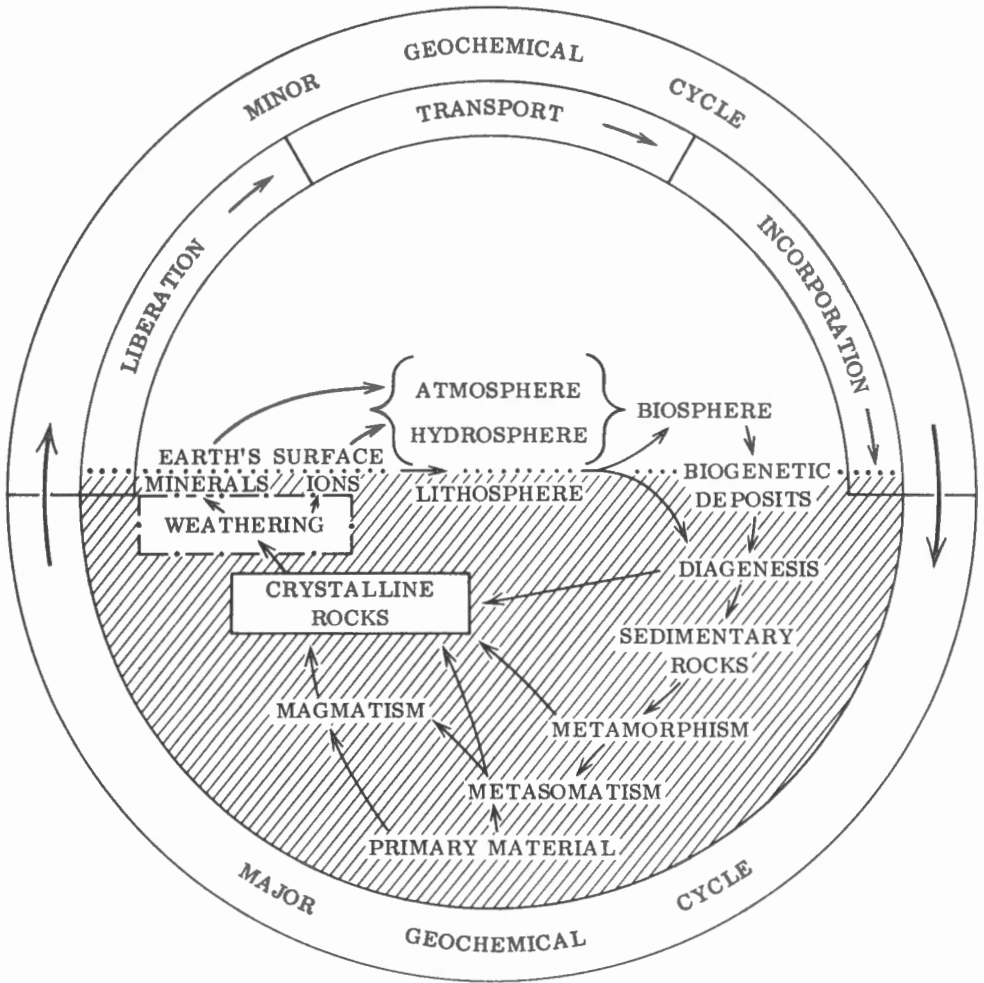 MINOR GEOCHEMICAL CYCLE
TRANSPORT
LIBERATION
INCORPORATION
ATMOSPHERE
HYDROSPHERE
BIOSPHERE
EARTH'S SURFACE
MINERALS IONS
LITHOSPHERE
BIOGENETIC
DEPOSITS
WEATHERING
DIAGENESIS
CRYSTALLINE
ROCKS
SEDIMENTARY
ROCKS
MAGMATISM
METAMORPHISM
METASOMATISM
PRIMARY MATERIAL
MAJOR GEOCHEMICAL CYCLE